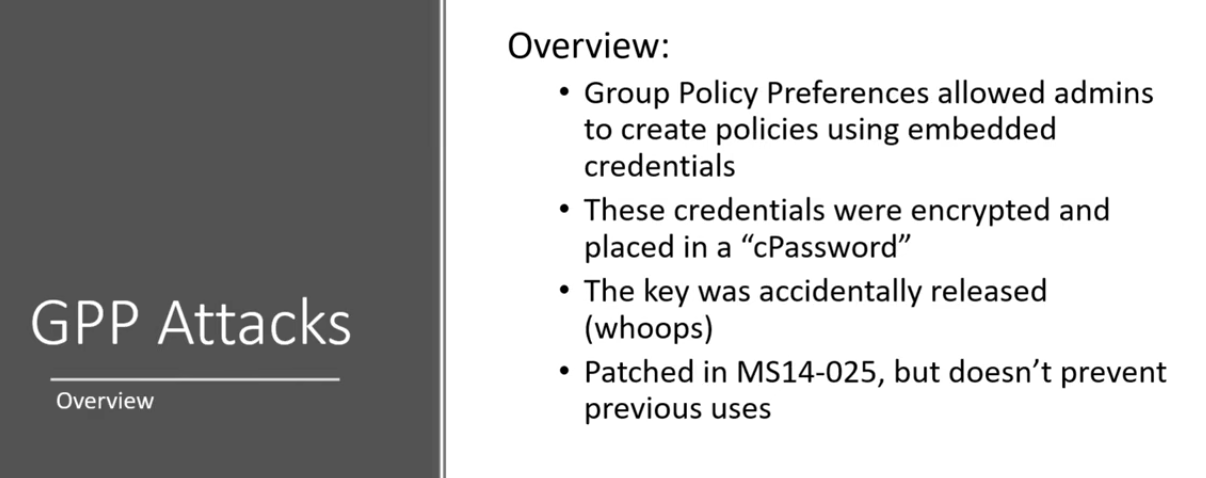 GPP Attacks
Overview
Overview:
• Group Policy Preferences allowed admins
to create policies using embedded
credentials
• These credentials were encrypted and
placed in a “cPassword”
• The key was accidentally released
(whoops)
• Patched in MS14-025, but doesn’t prevent
previous uses